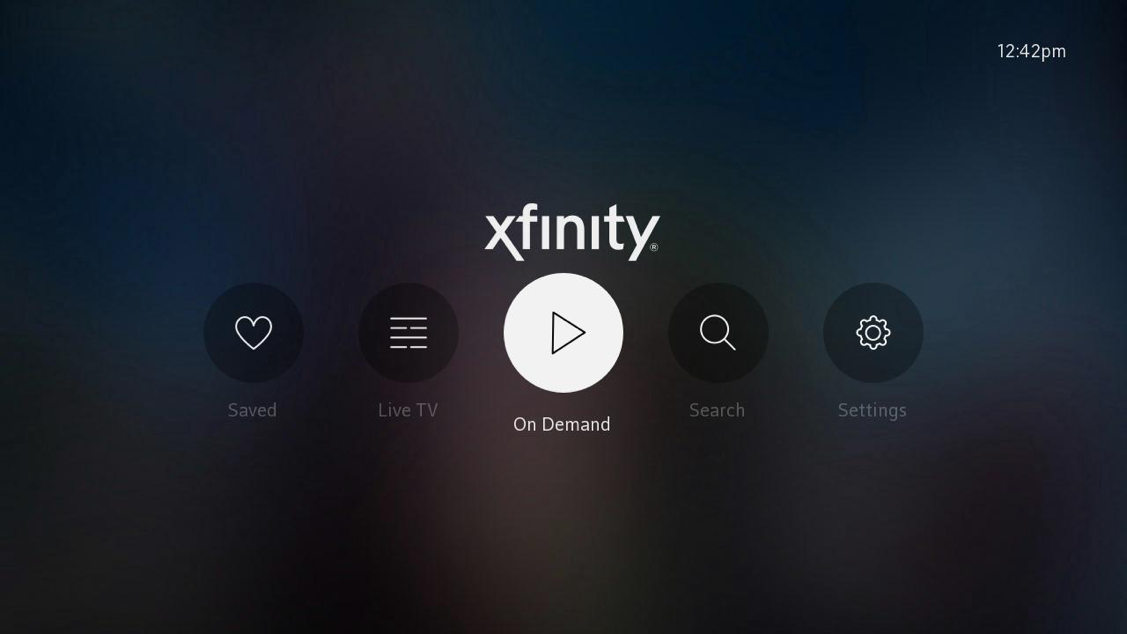 12:42pm
xfinity®
Saved
Live TV
On Demand
Search
Settings